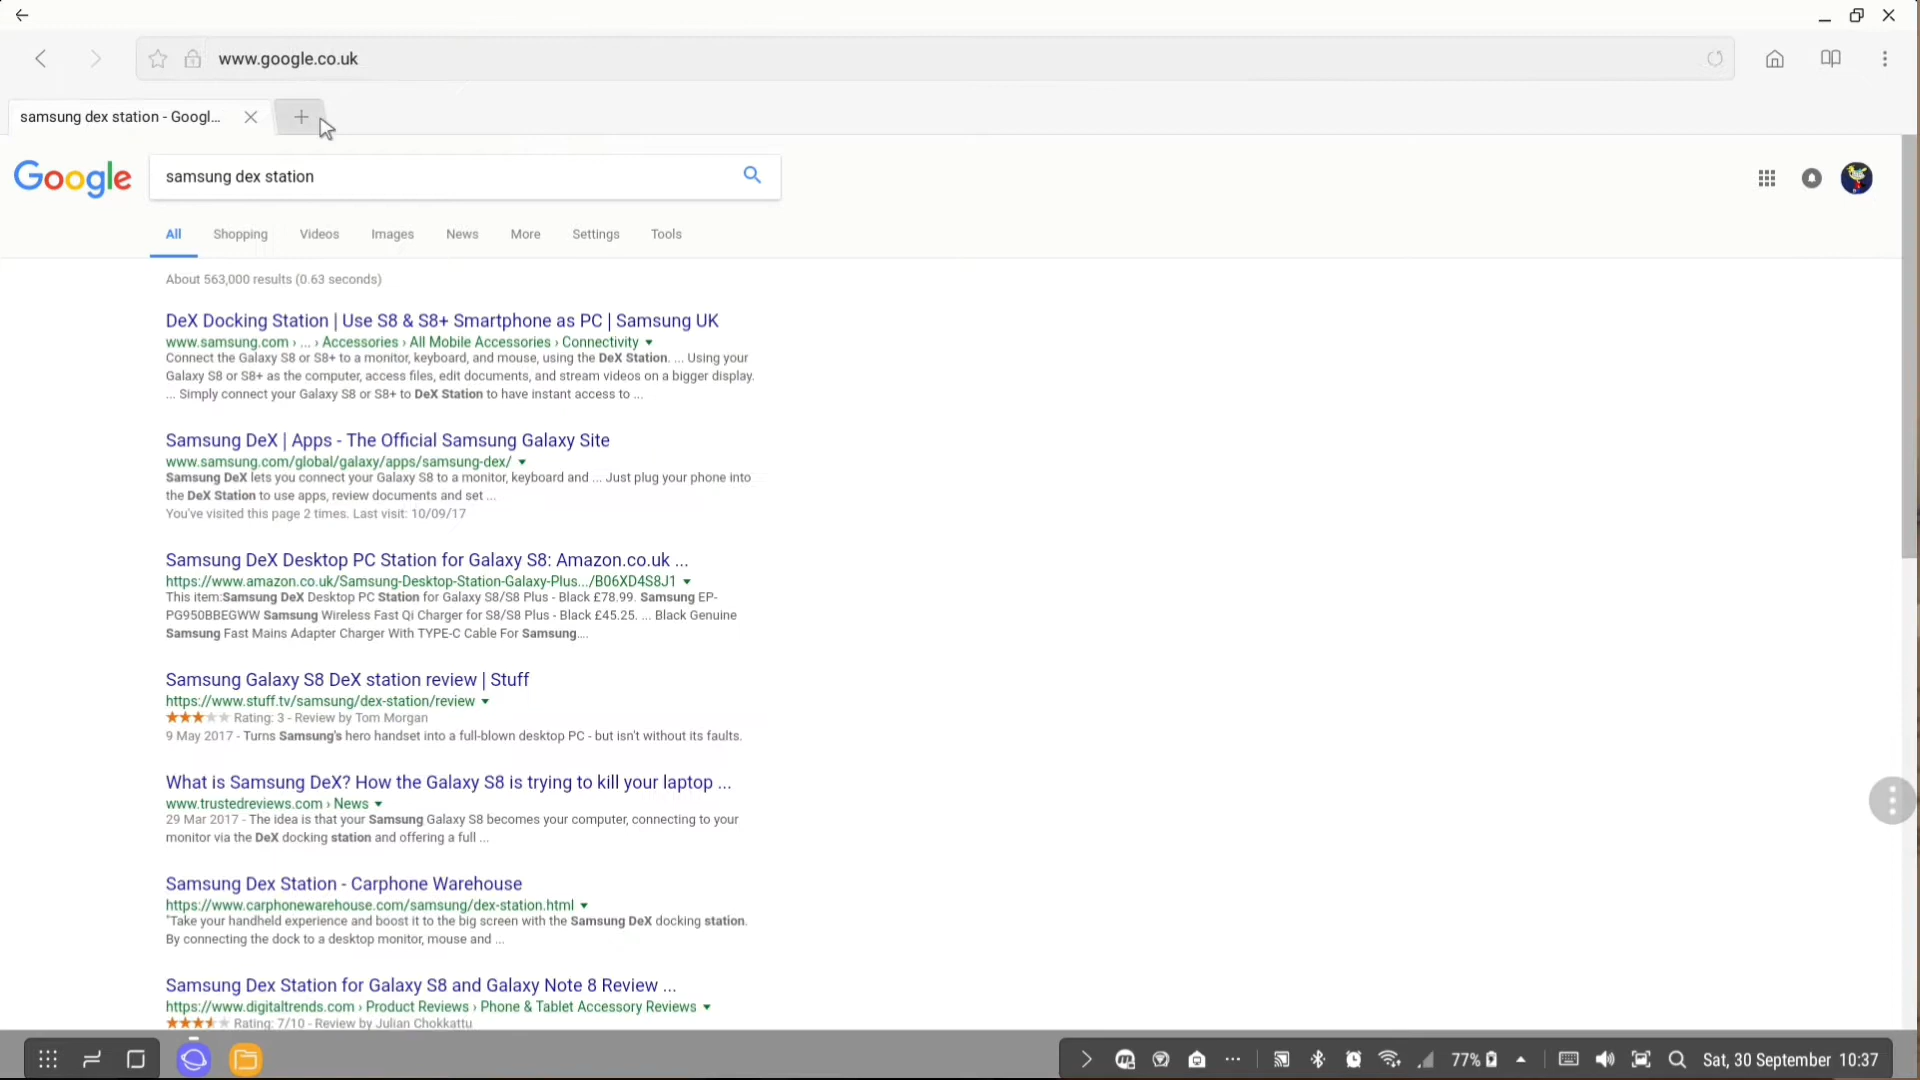 www.google.co.uk
samsung dex station - Googl...
Google
samsung dex station
All Shopping Videos Images News More Settings Tools
About 563,000 results (0.63 seconds)
DeX Docking Station | Use S8 & S8+ Smartphone as PC | Samsung UK
www.samsung.com › ... › Accessories › All Mobile Accessories › Connectivity
Connect the Galaxy S8 or S8+ to a monitor, keyboard, and mouse, using the DeX Station. ... Using your
Galaxy S8 or S8+ as the computer, access files, edit documents, and stream videos on a bigger display.
... Simply connect your Galaxy S8 or S8+ to DeX Station to have instant access to ...
Samsung DeX | Apps - The Official Samsung Galaxy Site
www.samsung.com/global/galaxy/apps/samsung-dex/
Samsung DeX lets you connect your Galaxy S8 to a monitor, keyboard and ... Just plug your phone into
the DeX Station to use apps, review documents and set ...
You've visited this page 2 times. Last visit: 10/09/17
Samsung DeX Desktop PC Station for Galaxy S8: Amazon.co.uk ...
https://www.amazon.co.uk/Samsung-Desktop-Station-Galaxy-Plus.../B06XD4S8J1
This item:Samsung DeX Desktop PC Station for Galaxy S8/S8 Plus - Black £78.99. Samsung EP-
PG950BBEGWW Samsung Wireless Fast Qi Charger for S8/S8 Plus - Black £45.25. ... Black Genuine
Samsung Fast Mains Adapter Charger With TYPE-C Cable For Samsung....
Samsung Galaxy S8 DeX station review | Stuff
https://www.stuff.tv/samsung/dex-station/review
Rating: 3 - Review by Tom Morgan
9 May 2017 - Turns Samsung's hero handset into a full-blown desktop PC - but isn't without its faults.
What is Samsung DeX? How the Galaxy S8 is trying to kill your laptop ...
www.trustedreviews.com › News
29 Mar 2017 - The idea is that your Samsung Galaxy S8 becomes your computer, connecting to your
monitor via the DeX docking station and offering a full ...
Samsung Dex Station - Carphone Warehouse
https://www.carphonewarehouse.com/samsung/dex-station.html
"Take your handheld experience and boost it to the big screen with the Samsung DeX docking station.
By connecting the dock to a desktop monitor, mouse and ...
Samsung Dex Station for Galaxy S8 and Galaxy Note 8 Review ...
https://www.digitaltrends.com › Product Reviews › Phone & Tablet Accessory Reviews
Rating: 7/10 - Review by Julian Chokkattu
77% Sat, 30 September 10:37